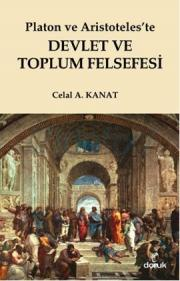 Platon ve Aristoteles'te
DEVLET VE
TOPLUM FELSEFESİ
Celal A. KANAT
doruk